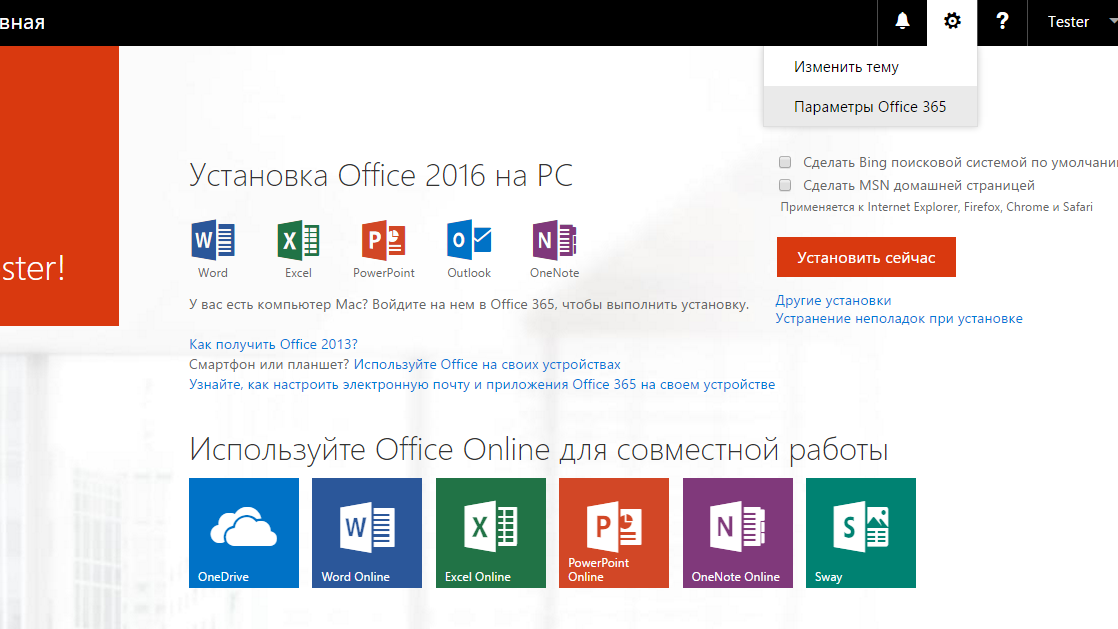 вная
? Tester
Изменить тему
Параметры Office 365
ster!
Установка Office 2016 на PC
W X P O N
Word Excel PowerPoint Outlook OneNote
У вас есть компьютер Mac? Войдите на нем в Office 365, чтобы выполнить установку.
Как получить Office 2013?
Смартфон или планшет? Используйте Office на своих устройствах
Узнайте, как настроить электронную почту и приложения Office 365 на своем устройстве
Сделать Bing поисковой системой по умолчани
Сделать MSN домашней страницей
Применяется к Internet Explorer, Firefox, Chrome и Safari
Установить сейчас
Другие установки
Устранение неполадок при установке
Используйте Office Online для совместной работы
W X P N S
OneDrive Word Online Excel Online PowerPoint Online OneNote Online Sway